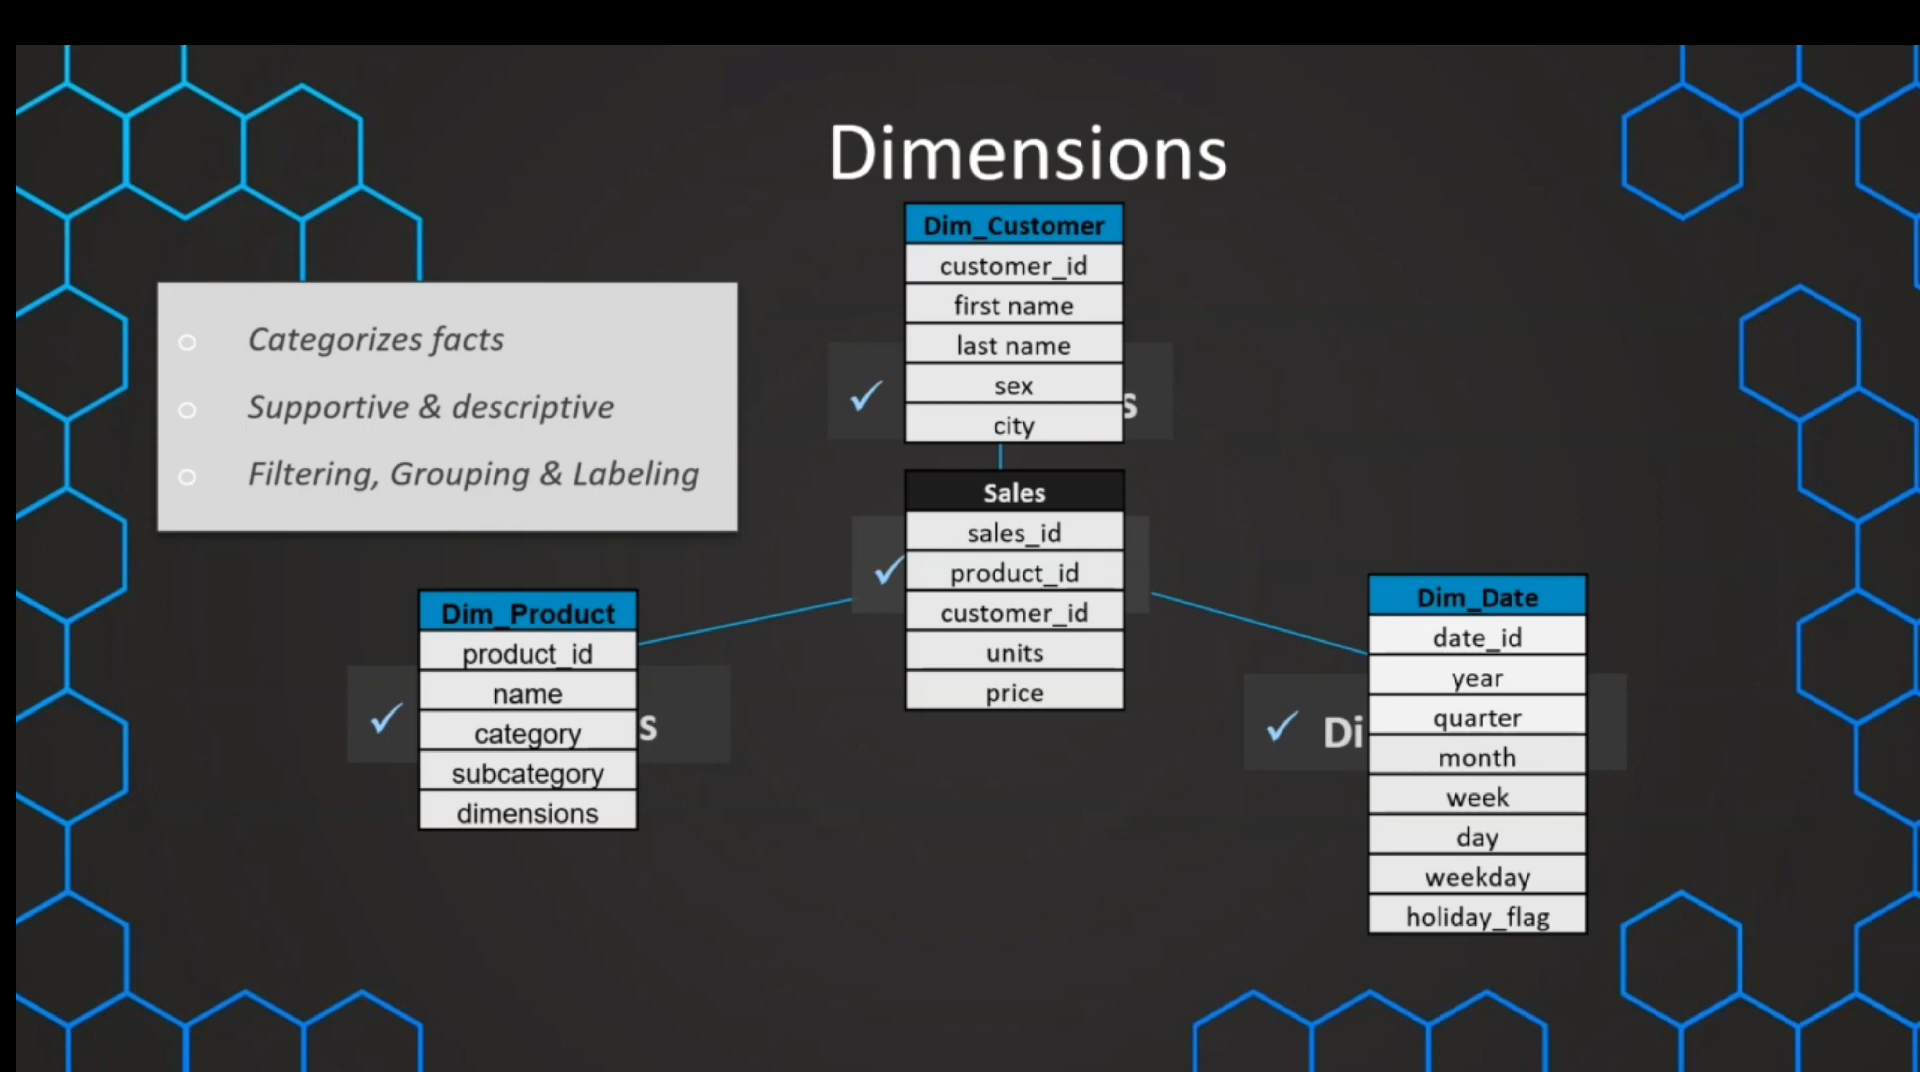 Dimensions
Categorizes facts
Supportive & descriptive
Filtering, Grouping & Labeling
Dim_Customer
customer_id
first name
last name
sex
city
Sales
sales_id
product_id
customer_id
units
price
Dim_Product
product_id
name
category
subcategory
dimensions
Dim_Date
date_id
year
quarter
month
week
day
weekday
holiday_flag